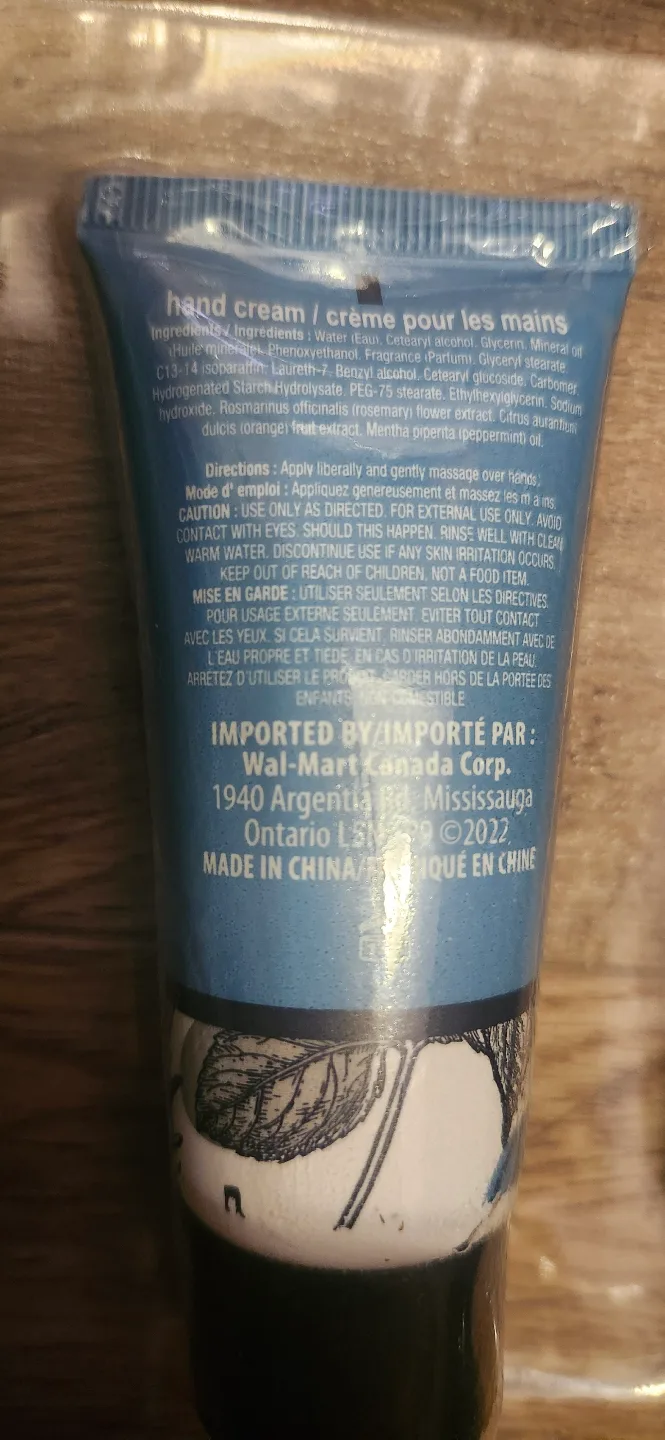 hand cream / crème pour les mains
Ingredients / Ingrédients : Water (Eau), Cetearyl alcohol, Glycerin, Mineral oil
(Huile minerale), Phenoxyethanol, Fragrance (Parfum), Glyceryl stearate,
C13-14 isoparaffin, Laureth-7, Benzyl alcohol, Cetearyl glucoside, Carbomer,
Hydrogenated Starch Hydrolysate, PEG-75 stearate, Ethylhexylglycerin, Sodium
hydroxide, Rosmarinus officinalis (rosemary) flower extract, Citrus aurantium
dulcis (orange) fruit extract, Mentha piperita (peppermint) oil.
Directions : Apply liberally and gently massage over hands.
Mode d' emploi : Appliquez genereusement et massez les mains.
CAUTION : USE ONLY AS DIRECTED. FOR EXTERNAL USE ONLY. AVOID
CONTACT WITH EYES. SHOULD THIS HAPPEN, RINSE WELL WITH CLEAN
WARM WATER. DISCONTINUE USE IF ANY SKIN IRRITATION OCCURS.
KEEP OUT OF REACH OF CHILDREN. NOT A FOOD ITEM.
MISE EN GARDE : UTILISER SEULEMENT SELON LES DIRECTIVES.
POUR USAGE EXTERNE SEULEMENT. EVITER TOUT CONTACT
AVEC LES YEUX. SI CELA SURVIENT, RINSER ABONDAMMENT AVEC DE
L'EAU PROPRE ET TIEDE. EN CAS D'IRRITATION DE LA PEAU,
ARRÊTEZ D'UTILISER LE PRODUIT. GARDER HORS DE LA PORTÉE DES
ENFANTS. NON COMESTIBLE
IMPORTED BY/IMPORTÉ PAR :
Wal-Mart Canada Corp.
1940 Argentia Rd. Mississauga
Ontario ©2022
MADE IN CHINA/FABRIQUÉ EN CHINE